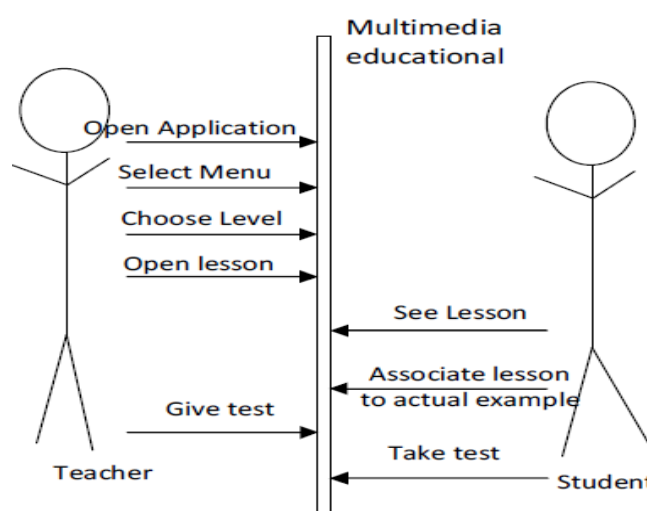 Multimedia
educational
Open Application
Select Menu
Choose Level
Open lesson
See Lesson
Associate lesson
to actual example
Give test
Take test
Teacher
Student